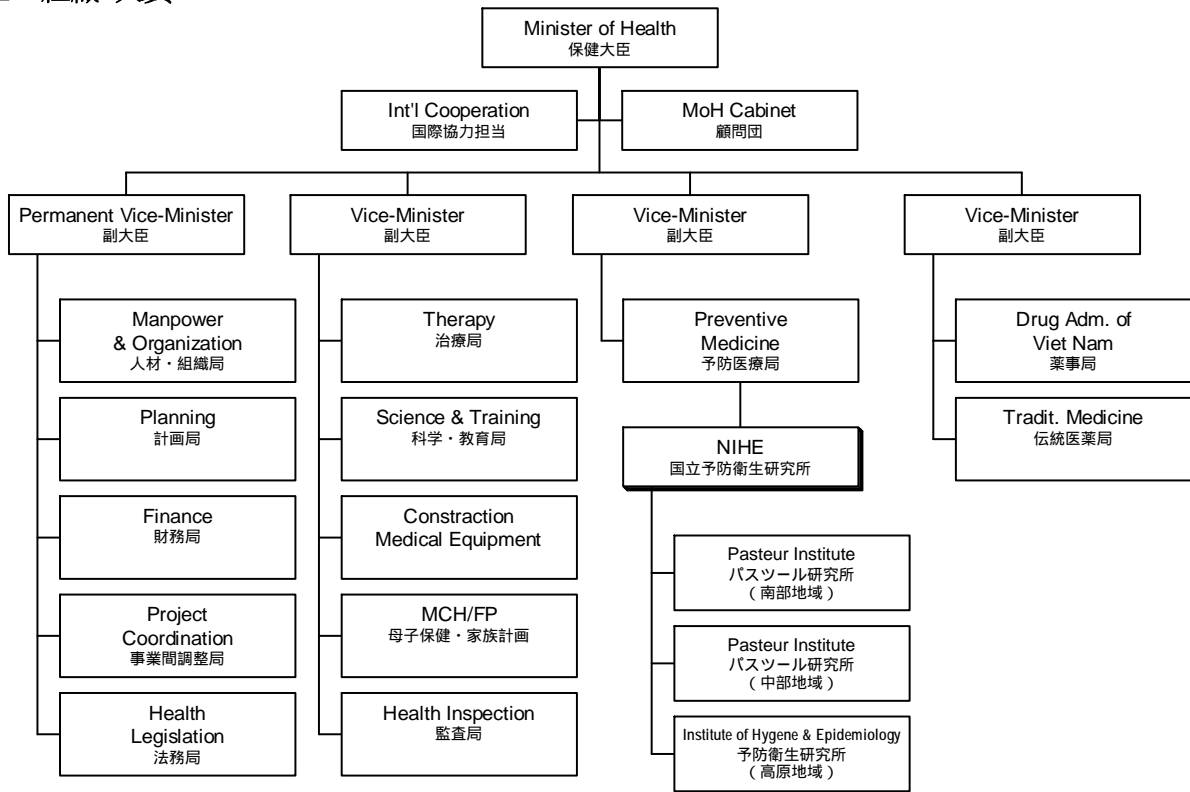 Minister of Health
保健大臣
Int'l Cooperation
国際協力担当
MoH Cabinet
顧問団
Permanent Vice-Minister
副大臣
Vice-Minister
副大臣
Vice-Minister
副大臣
Vice-Minister
副大臣
Manpower
& Organization
人材・組織局
Planning
計画局
Finance
財務局
Project
Coordination
事業間調整局
Health
Legislation
法務局
Therapy
治療局
Science & Training
科学・教育局
Constraction
Medical Equipment
MCH/FP
母子保健・家族計画
Health Inspection
監査局
Preventive
Medicine
予防医療局
NIHE
国立予防衛生研究所
Pasteur Institute
パスツール研究所
（南部地域）
Pasteur Institute
パスツール研究所
（中部地域）
Institute of Hygene & Epidemiology
予防衛生研究所
（高原地域）
Drug Adm. of
Viet Nam
薬事局
Tradit. Medicine
伝統医薬局